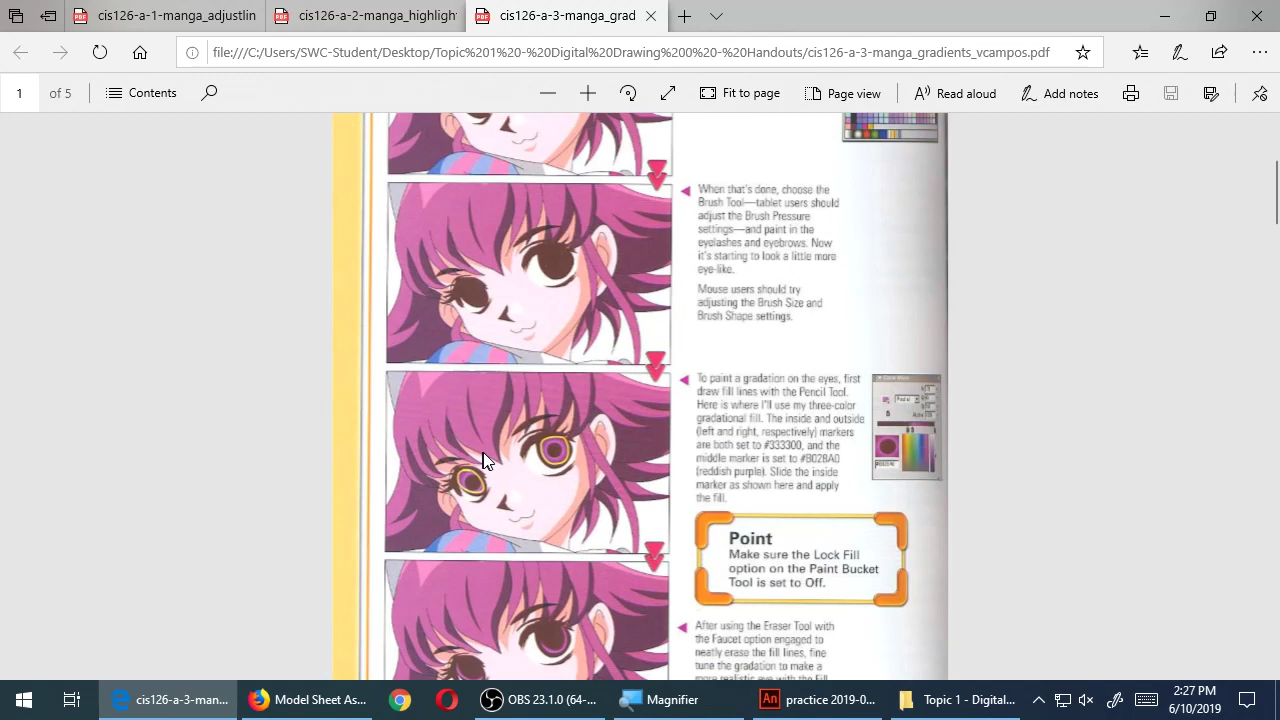 cis126-a-1-manga_adjustlin
cis126-a-2-manga_highligh
cis126-a-3-manga_grad
file:///C:/Users/SWC-Student/Desktop/Topic%201%20-%20Digital%20Drawing%200%20-%20Handouts/cis126-a-3-manga_gradients_vcampos.pdf
1 of 5 Contents Fit to page Page view Read aloud Add notes
When that's done, choose the
Brush Tool—tablet users should
adjust the Brush Pressure
settings—and paint in the
eyelashes and eyebrows. Now
it's starting to look a little more
eye-like.
Mouse users should try
adjusting the Brush Size and
Brush Shape settings.
To paint a gradation on the eyes, first
draw fill lines with the Pencil Tool.
Here is where I'll use my three-color
gradational fill. The inside and outside
(left and right, respectively) markers
are both set to #333300, and the
middle marker is set to #B028A0
(reddish purple). Slide the inside
marker as shown here and apply
the fill.
Point
Make sure the Lock Fill
option on the Paint Bucket
Tool is set to Off.
After using the Eraser Tool with
the Faucet option engaged to
neatly erase the fill lines, fine
tune the gradation to make a
more realistic eye with the Fill
cis126-a-3-man... Model Sheet As... OBS 23.1.0 (64-... Magnifier An practice 2019-0... Topic 1 - Digital...
2:27 PM
6/10/2019